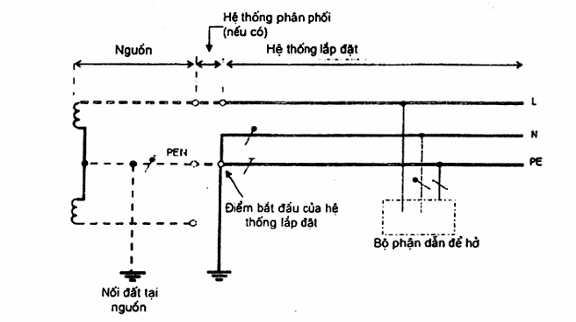 Hệ thống phân phối
(nếu có)
Nguồn
Hệ thống lắp đặt
L
N
PEN
PE
Điểm bắt đấu của hệ
thống lắp đặt
Bộ phận dẫn để hở
Nối đất tại
nguồn